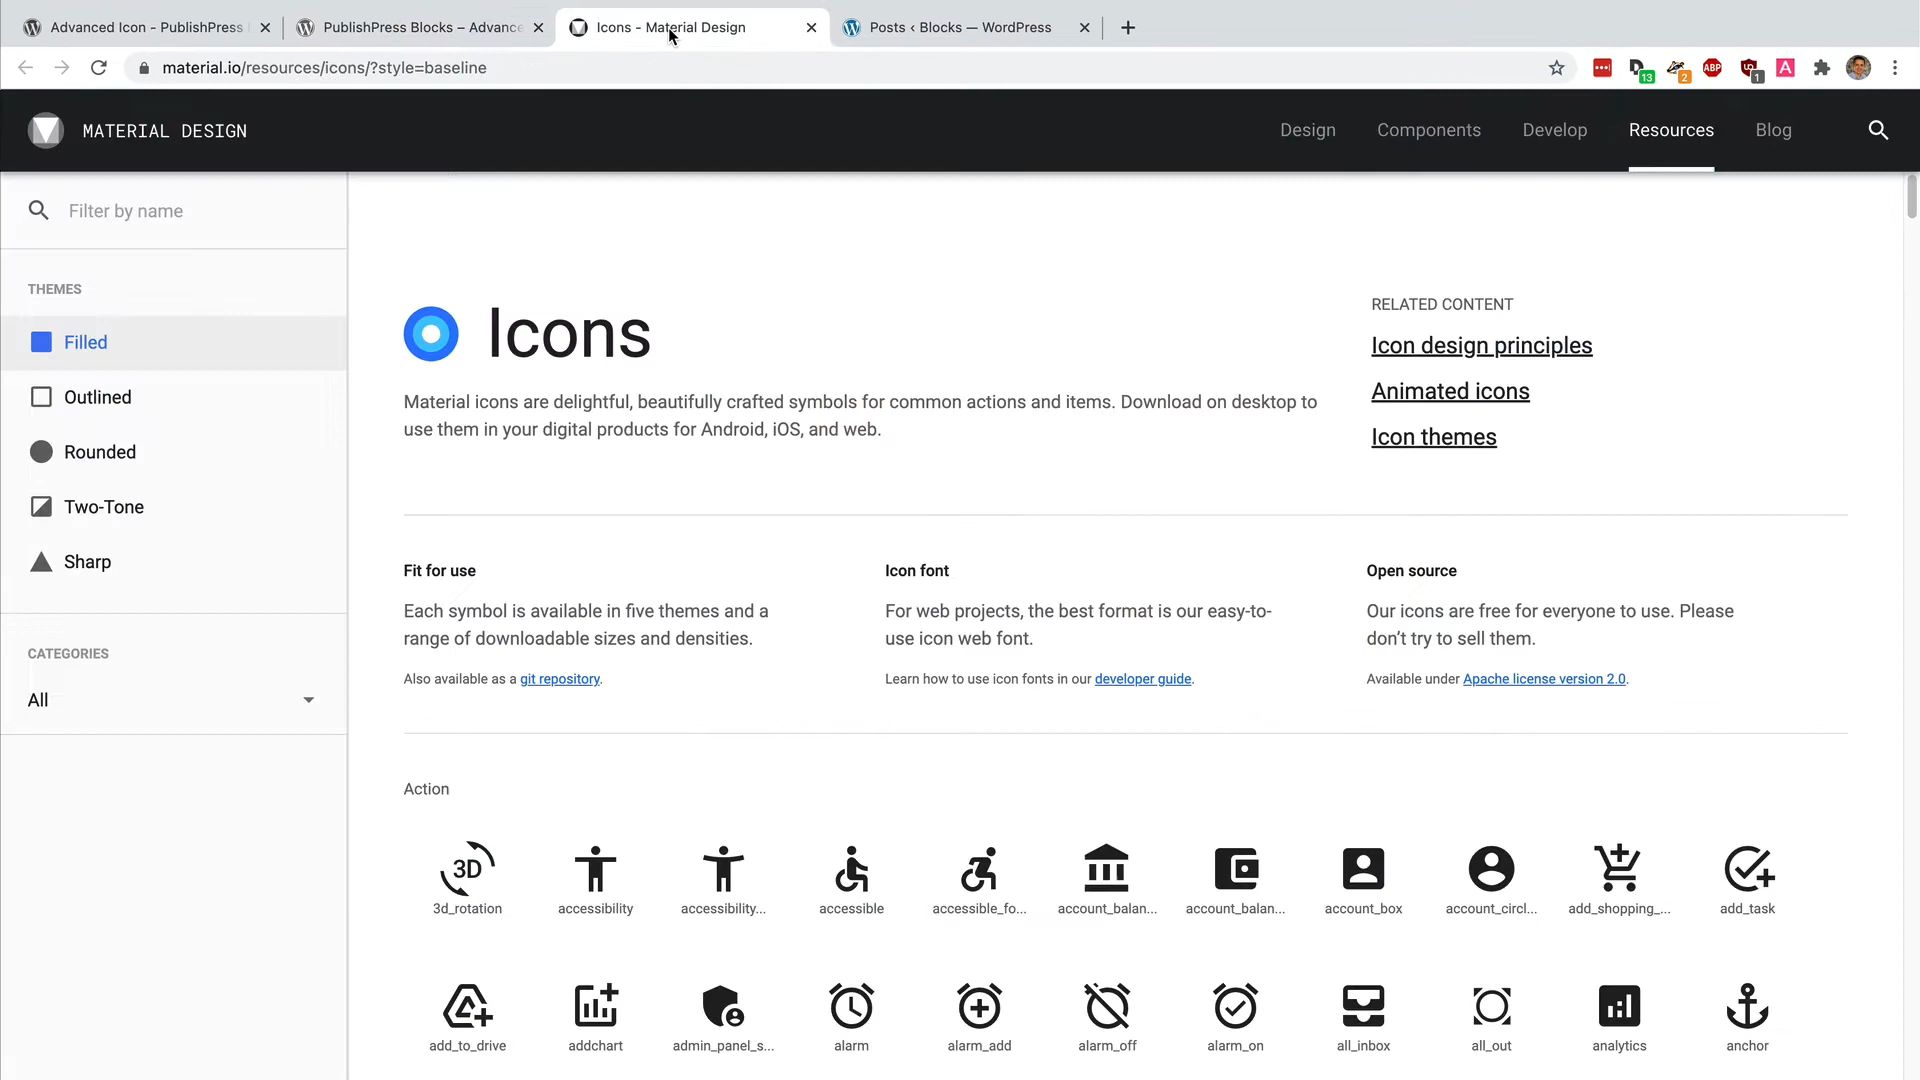 Advanced Icon - PublishPress
PublishPress Blocks – Advance
Icons - Material Design
Posts ‹ Blocks — WordPress
material.io/resources/icons/?style=baseline
13
2
ABP
1
A
MATERIAL DESIGN
Design
Components
Develop
Resources
Blog
Filter by name
THEMES
Filled
Outlined
Rounded
Two-Tone
Sharp
CATEGORIES
All
Icons
Material icons are delightful, beautifully crafted symbols for common actions and items. Download on desktop to
use them in your digital products for Android, iOS, and web.
RELATED CONTENT
Icon design principles
Animated icons
Icon themes
Fit for use
Each symbol is available in five themes and a
range of downloadable sizes and densities.
Also available as a git repository.
Icon font
For web projects, the best format is our easy-to-
use icon web font.
Learn how to use icon fonts in our developer guide.
Open source
Our icons are free for everyone to use. Please
don’t try to sell them.
Available under Apache license version 2.0.
Action
3D
3d_rotation
accessibility
accessibility...
accessible
accessible_fo...
account_balan...
account_balan...
account_box
account_circl...
add_shopping_...
add_task
add_to_drive
addchart
admin_panel_s...
alarm
alarm_add
alarm_off
alarm_on
all_inbox
all_out
analytics
anchor